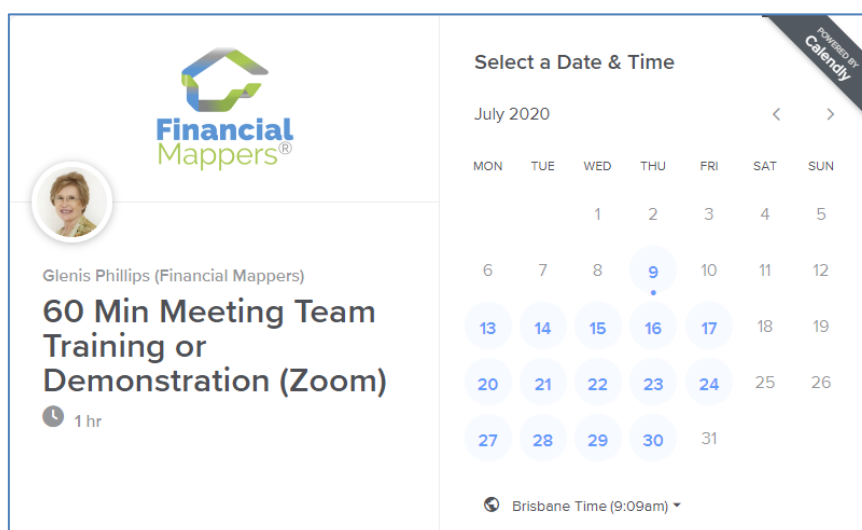 Financial
Mappers®
Glenis Phillips (Financial Mappers)
60 Min Meeting Team
Training or
Demonstration (Zoom)
1 hr
POWERED BY
Calendly
Select a Date & Time
July 2020
MON TUE WED THU FRI SAT SUN
1 2 3 4 5
6 7 8 9 10 11 12
13 14 15 16 17 18 19
20 21 22 23 24 25 26
27 28 29 30 31
Brisbane Time (9:09am)